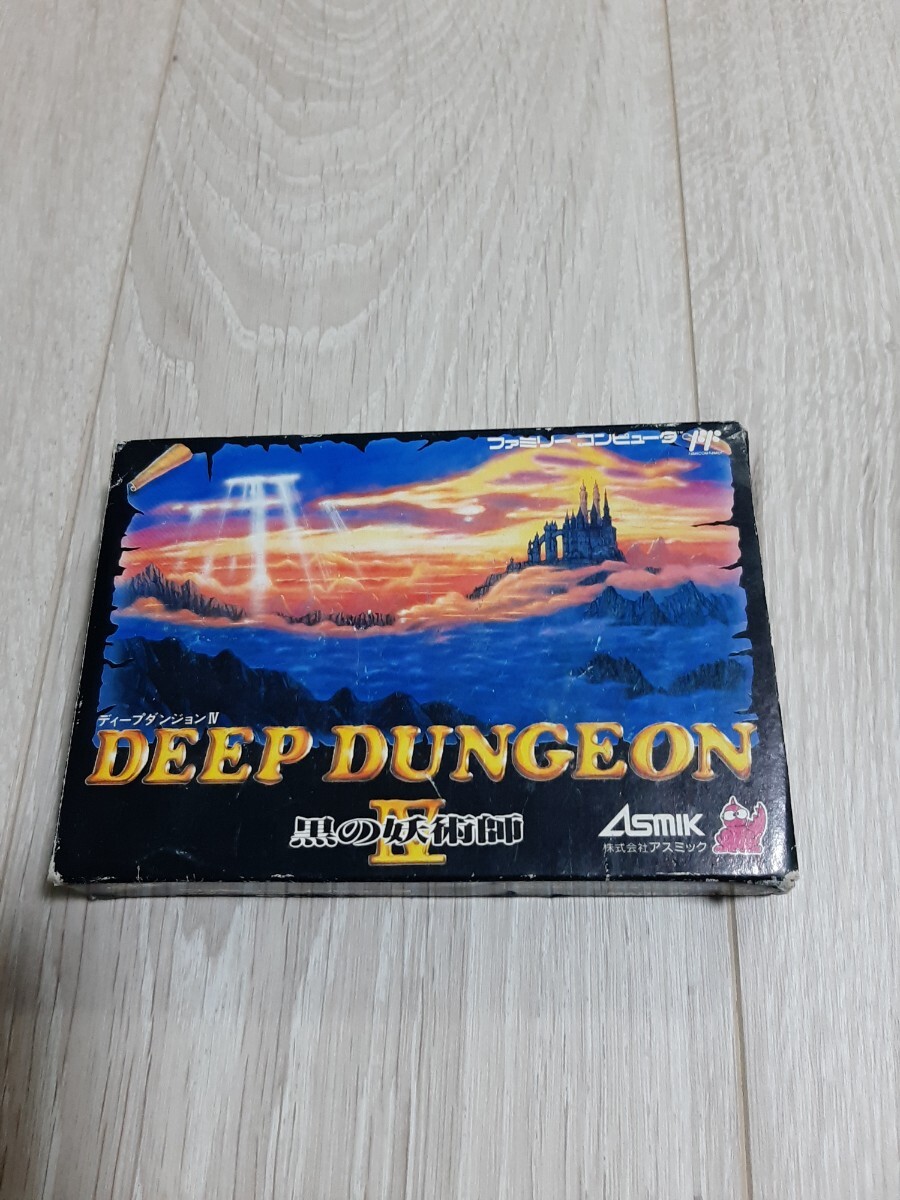 ファミリーコンピュータ™
ディープダンジョンⅣ
DEEP DUNGEON
IV
黒の妖術師
ASMIK
株式会社アスミック